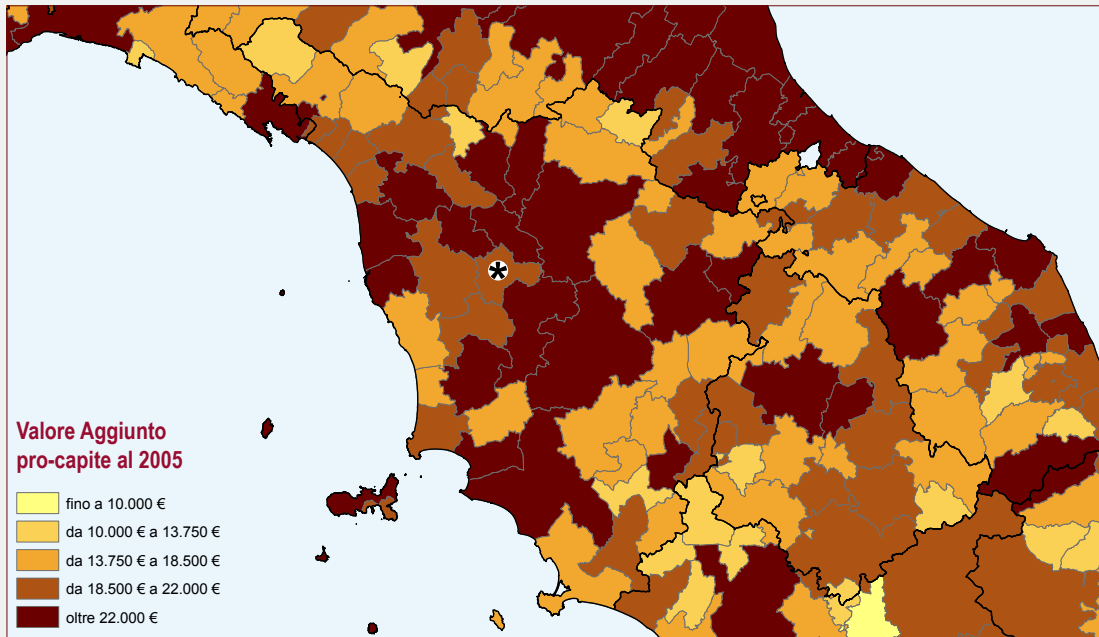 Valore Aggiunto
pro-capite al 2005
fino a 10.000 €
da 10.000 € a 13.750 €
da 13.750 € a 18.500 €
da 18.500 € a 22.000 €
oltre 22.000 €